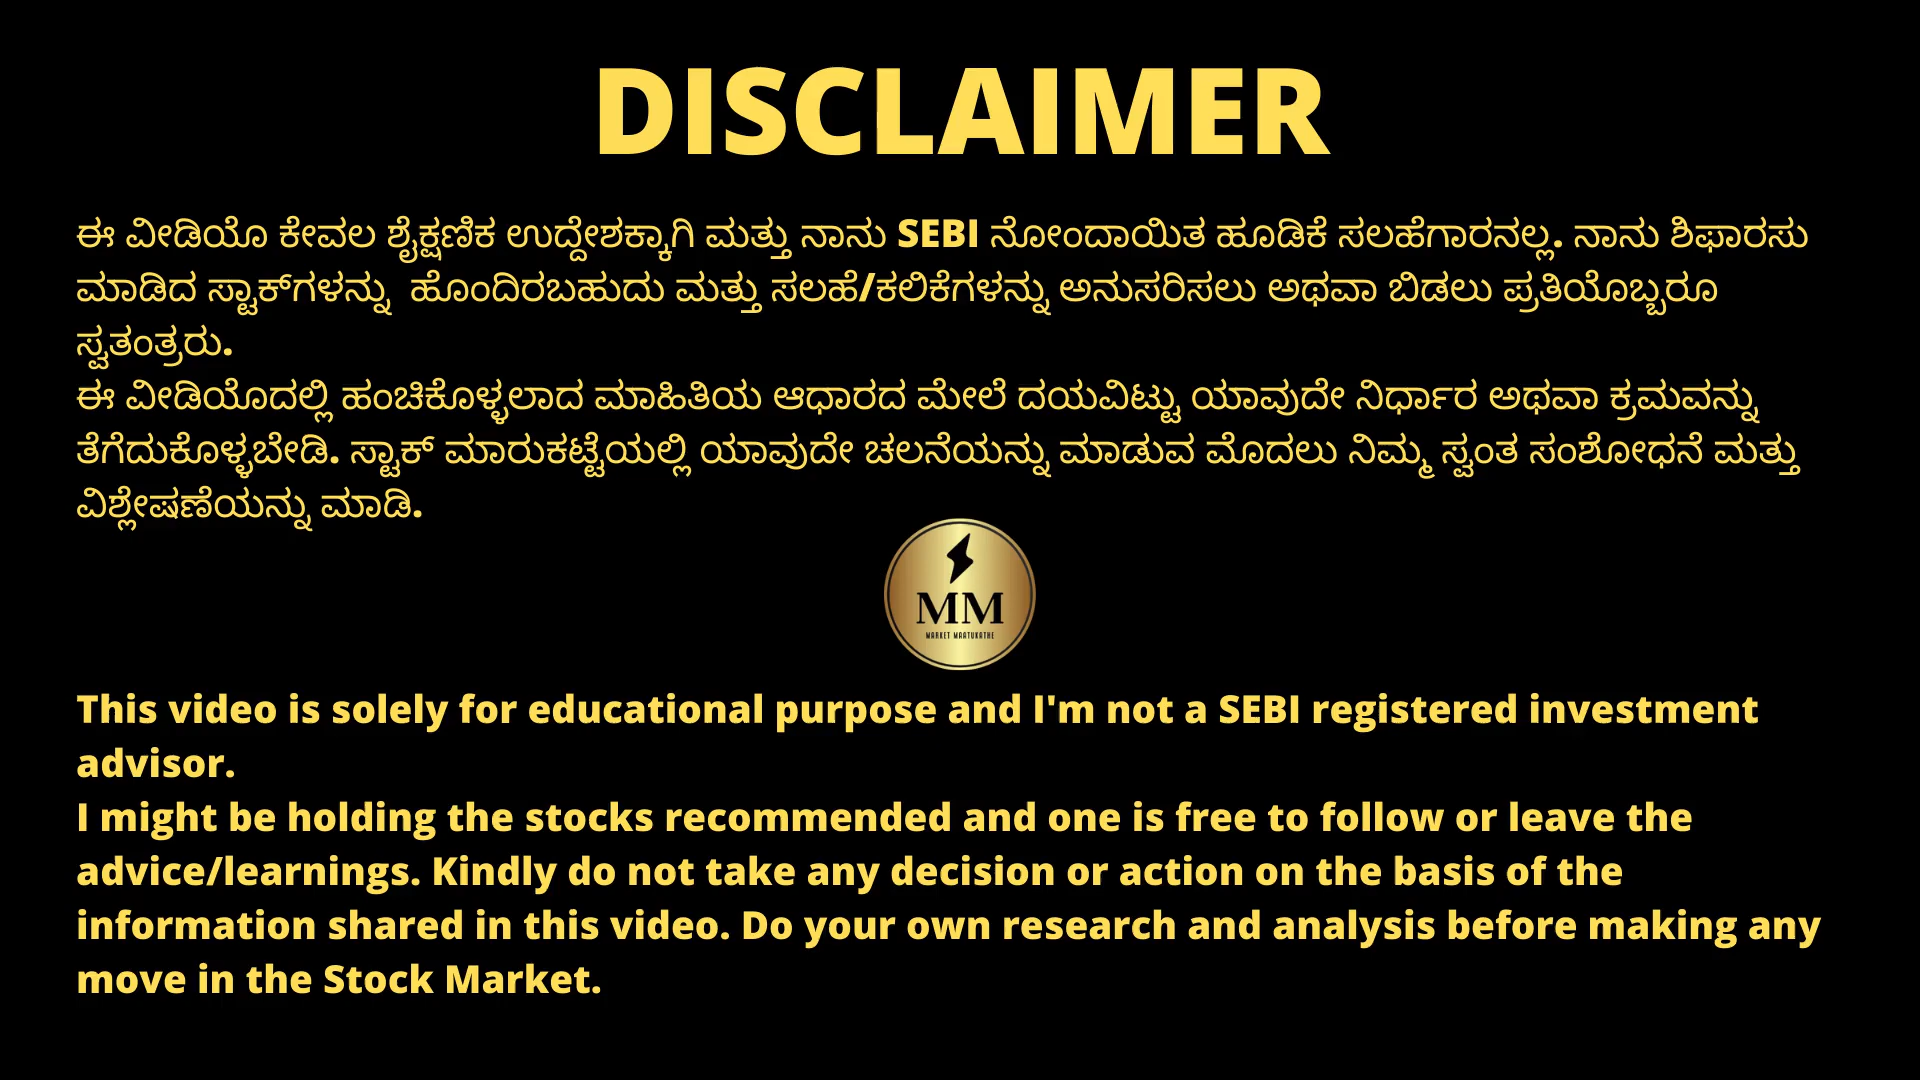 DISCLAIMER
ಈ ವೀಡಿಯೊ ಕೇವಲ ಶೈಕ್ಷಣಿಕ ಉದ್ದೇಶಕ್ಕಾಗಿ ಮತ್ತು ನಾನು SEBI ನೋಂದಾಯಿತ ಹೂಡಿಕೆ ಸಲಹೆಗಾರನಲ್ಲ. ನಾನು ಶಿಫಾರಸು
ಮಾಡಿದ ಸ್ಟಾಕ್‌ಗಳನ್ನು ಹೊಂದಿರಬಹುದು ಮತ್ತು ಸಲಹೆ/ಕಲಿಕೆಗಳನ್ನು ಅನುಸರಿಸಲು ಅಥವಾ ಬಿಡಲು ಪ್ರತಿಯೊಬ್ಬರೂ
ಸ್ವತಂತ್ರರು.
ಈ ವೀಡಿಯೊದಲ್ಲಿ ಹಂಚಿಕೊಳ್ಳಲಾದ ಮಾಹಿತಿಯ ಆಧಾರದ ಮೇಲೆ ದಯವಿಟ್ಟು ಯಾವುದೇ ನಿರ್ಧಾರ ಅಥವಾ ಕ್ರಮವನ್ನು
ತೆಗೆದುಕೊಳ್ಳಬೇಡಿ. ಸ್ಟಾಕ್ ಮಾರುಕಟ್ಟೆಯಲ್ಲಿ ಯಾವುದೇ ಚಲನೆಯನ್ನು ಮಾಡುವ ಮೊದಲು ನಿಮ್ಮ ಸ್ವಂತ ಸಂಶೋಧನೆ ಮತ್ತು
ವಿಶ್ಲೇಷಣೆಯನ್ನು ಮಾಡಿ.
MM
MARKET MAATUKATHE
This video is solely for educational purpose and I'm not a SEBI registered investment
advisor.
I might be holding the stocks recommended and one is free to follow or leave the
advice/learnings. Kindly do not take any decision or action on the basis of the
information shared in this video. Do your own research and analysis before making any
move in the Stock Market.